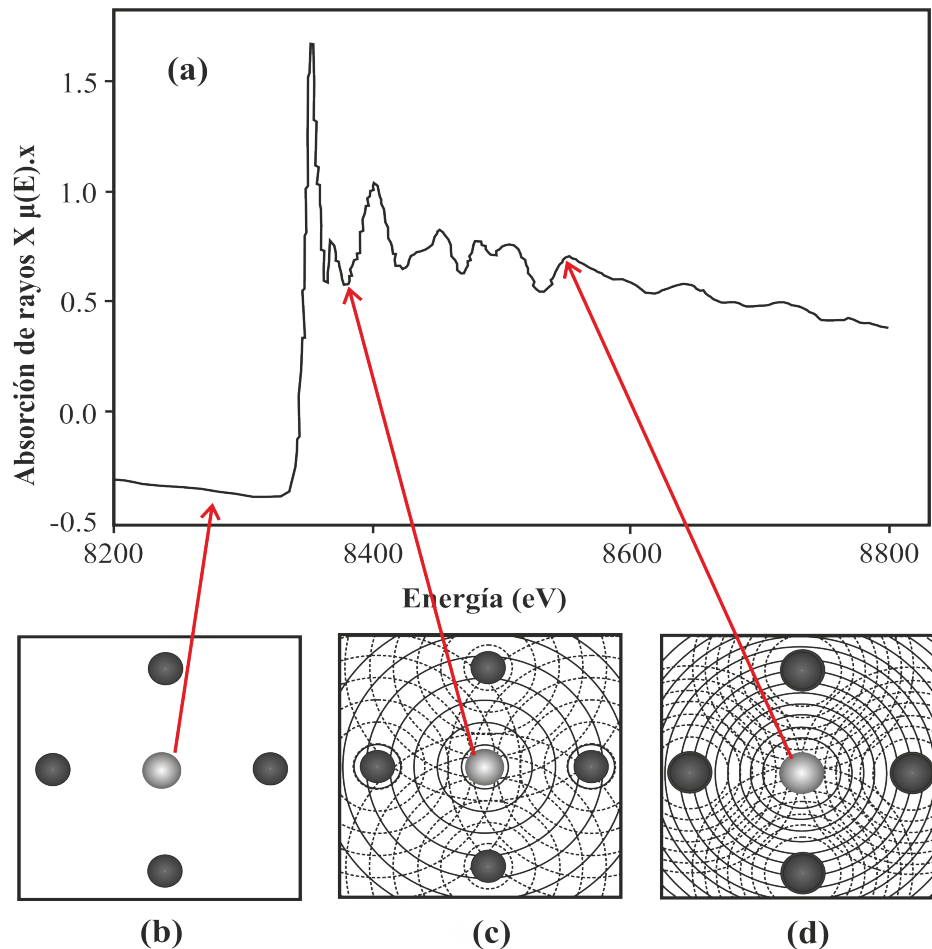 (a)
Absorción de rayos X μ(E).x
1.5
1.0
0.5
0.0
-0.5
8200
8400
8600
8800
Energía (eV)
(b)
(c)
(d)